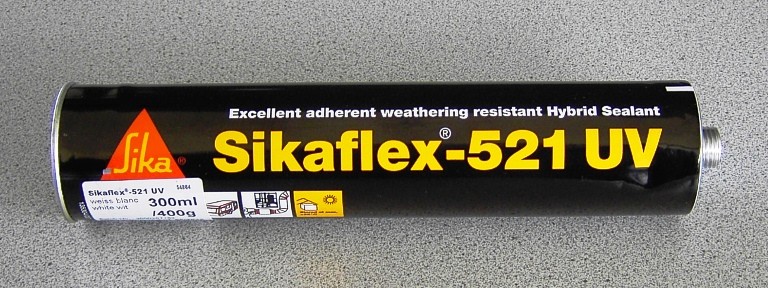 Excellent adherent weathering resistant Hybrid Sealant
Sikaflex®-521 UV
Sika®
Sikaflex®-521 UV 54064
weiss blanc
white wit
300ml
/400g